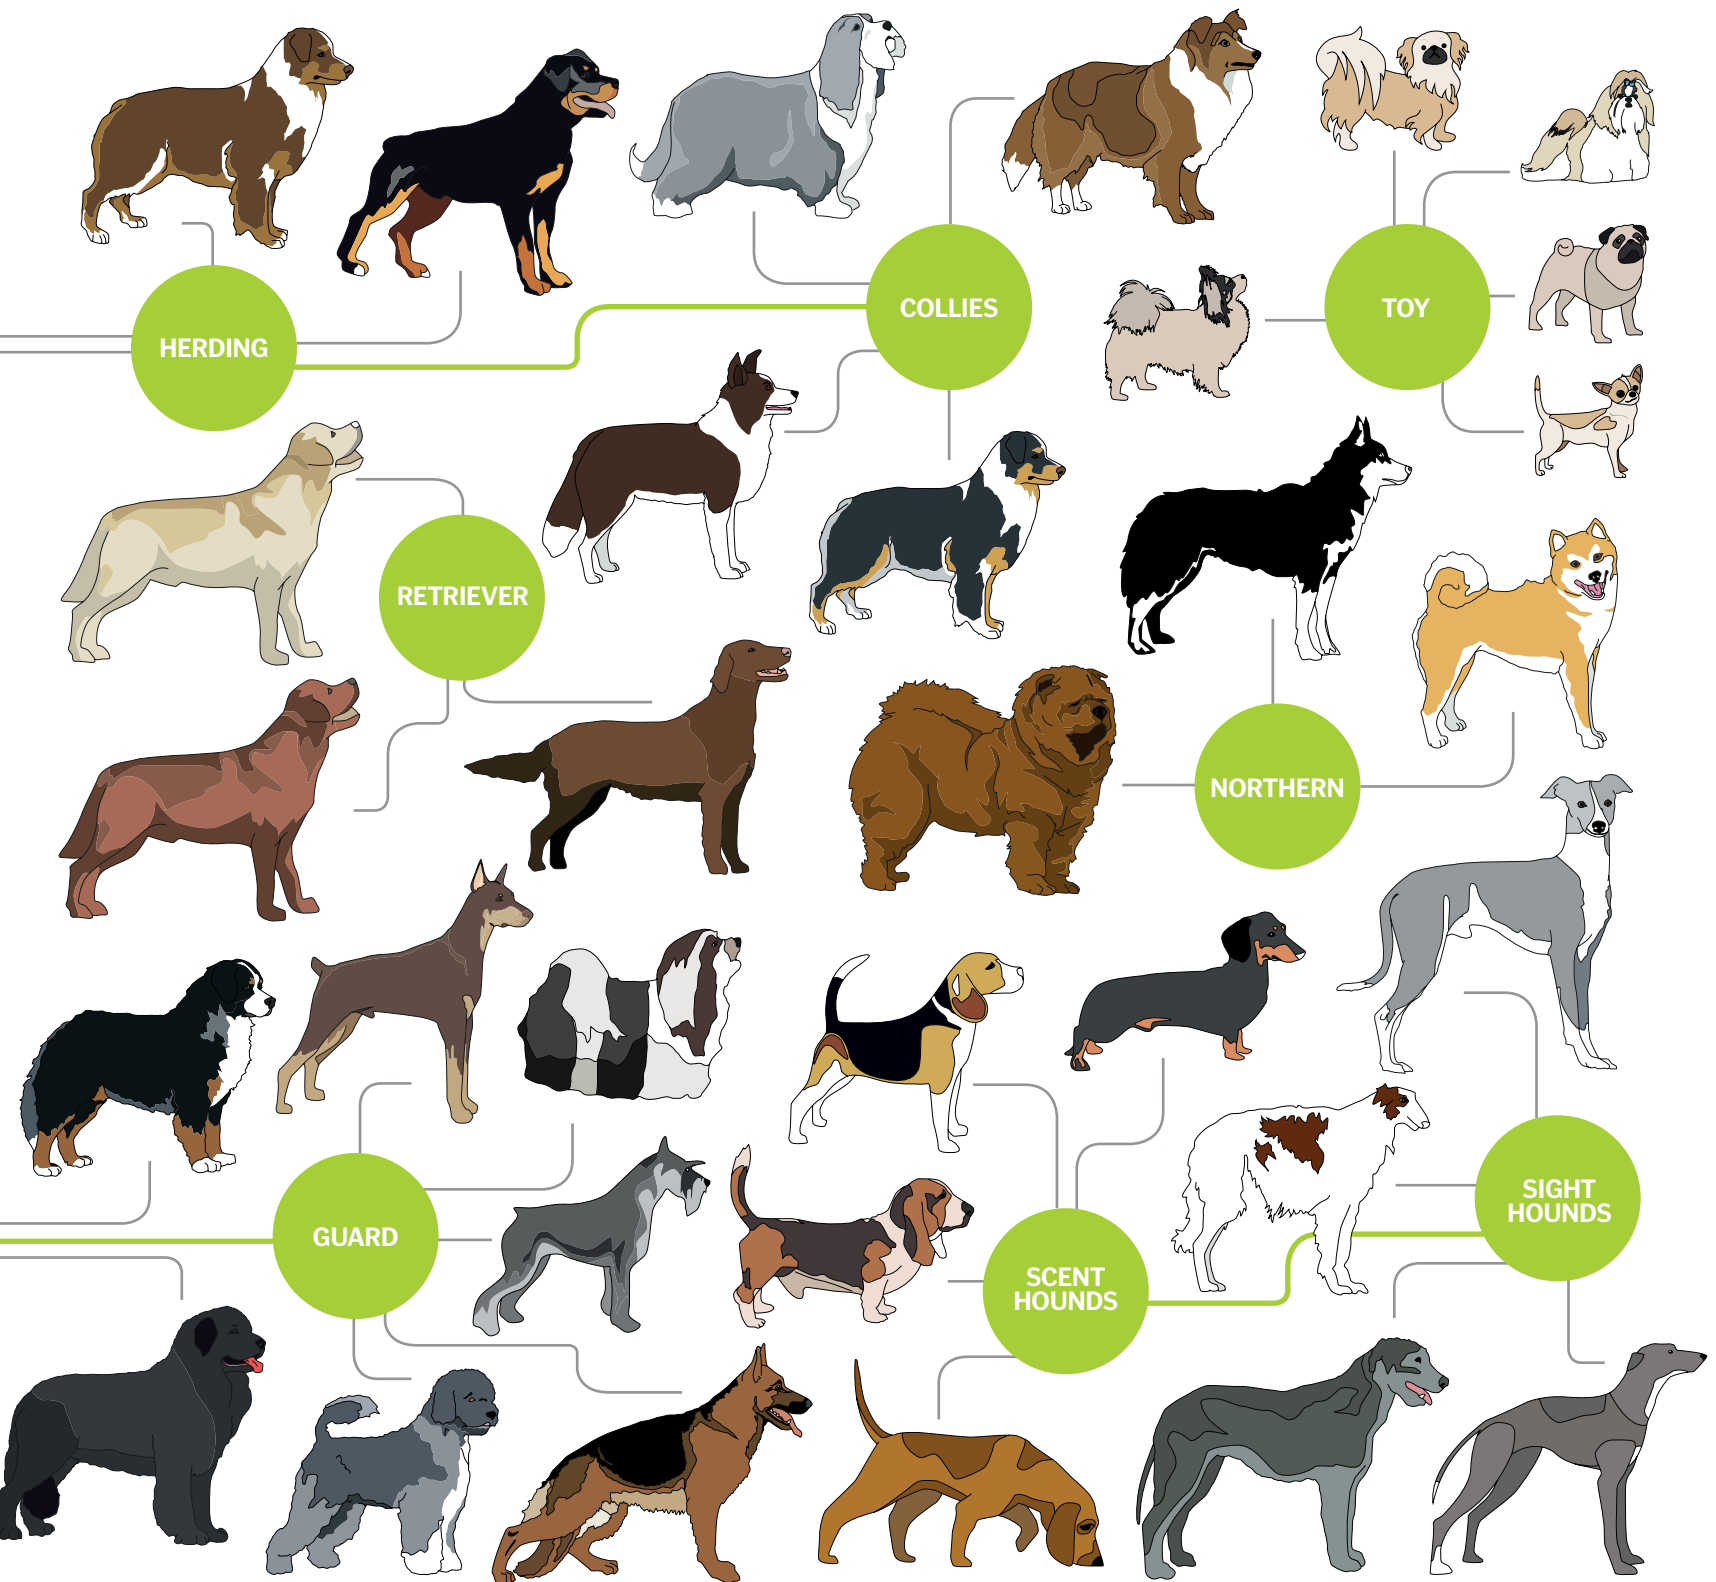 COLLIES
TOY
HERDING
RETRIEVER
NORTHERN
SIGHT
HOUNDS
GUARD
SCENT
HOUNDS